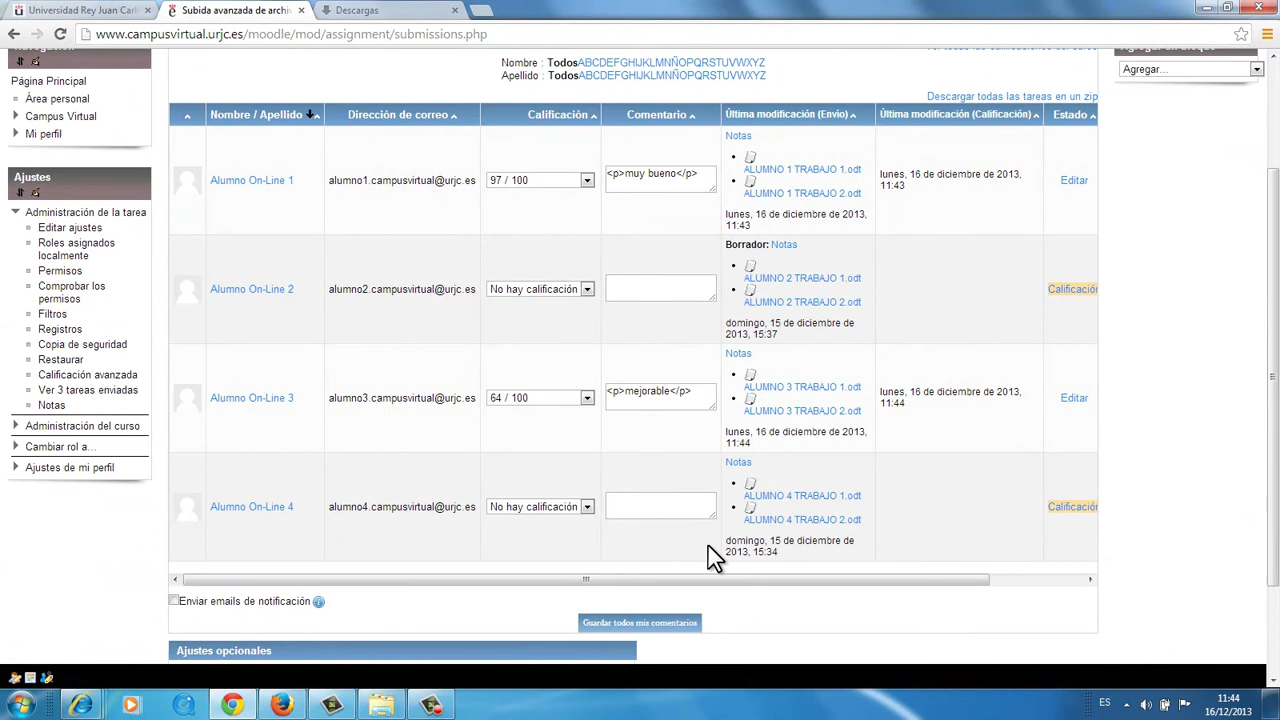 Universidad Rey Juan Carl
Subida avanzada de archiv
Descargas
www.campusvirtual.urjc.es/moodle/mod/assignment/submissions.php
Página Principal
Área personal
Campus Virtual
Mi perfil
Ajustes
Administración de la tarea
Editar ajustes
Roles asignados
localmente
Permisos
Comprobar los
permisos
Filtros
Registros
Copia de seguridad
Restaurar
Calificación avanzada
Ver 3 tareas enviadas
Notas
Administración del curso
Cambiar rol a...
Ajustes de mi perfil
Nombre : TodosABCDEFGHIJKLMNÑOPQRSTUVWXYZ
Apellido : TodosABCDEFGHIJKLMNÑOPQRSTUVWXYZ
Descargar todas las tareas en un zip
Nombre / Apellido Dirección de correo Calificación Comentario Última modificación (Envío) Última modificación (Calificación) Estado
Alumno On-Line 1 alumno1.campusvirtual@urjc.es 97 / 100 <p>muy bueno</p>
Notas
ALUMNO 1 TRABAJO 1.odt
ALUMNO 1 TRABAJO 2.odt
lunes, 16 de diciembre de 2013,
11:43
lunes, 16 de diciembre de 2013,
11:43
Editar
Alumno On-Line 2 alumno2.campusvirtual@urjc.es No hay calificación
Borrador: Notas
ALUMNO 2 TRABAJO 1.odt
ALUMNO 2 TRABAJO 2.odt
domingo, 15 de diciembre de
2013, 15:37
Calificación
Alumno On-Line 3 alumno3.campusvirtual@urjc.es 64 / 100 <p>mejorable</p>
Notas
ALUMNO 3 TRABAJO 1.odt
ALUMNO 3 TRABAJO 2.odt
lunes, 16 de diciembre de 2013,
11:44
lunes, 16 de diciembre de 2013,
11:44
Editar
Alumno On-Line 4 alumno4.campusvirtual@urjc.es No hay calificación
Notas
ALUMNO 4 TRABAJO 1.odt
ALUMNO 4 TRABAJO 2.odt
domingo, 15 de diciembre de
2013, 15:34
Calificación
Enviar emails de notificación
Guardar todos mis comentarios
Ajustes opcionales
Agregar...
ES
11:44
16/12/2013